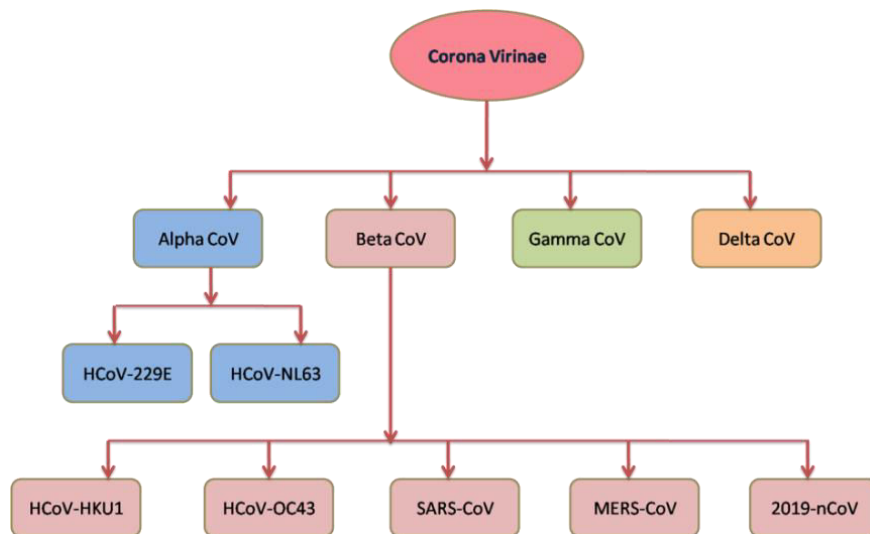 Corona Virinae
Alpha CoV
Beta CoV
Gamma CoV
Delta CoV
HCoV-229E
HCoV-NL63
HCoV-HKU1
HCoV-OC43
SARS-CoV
MERS-CoV
2019-nCoV